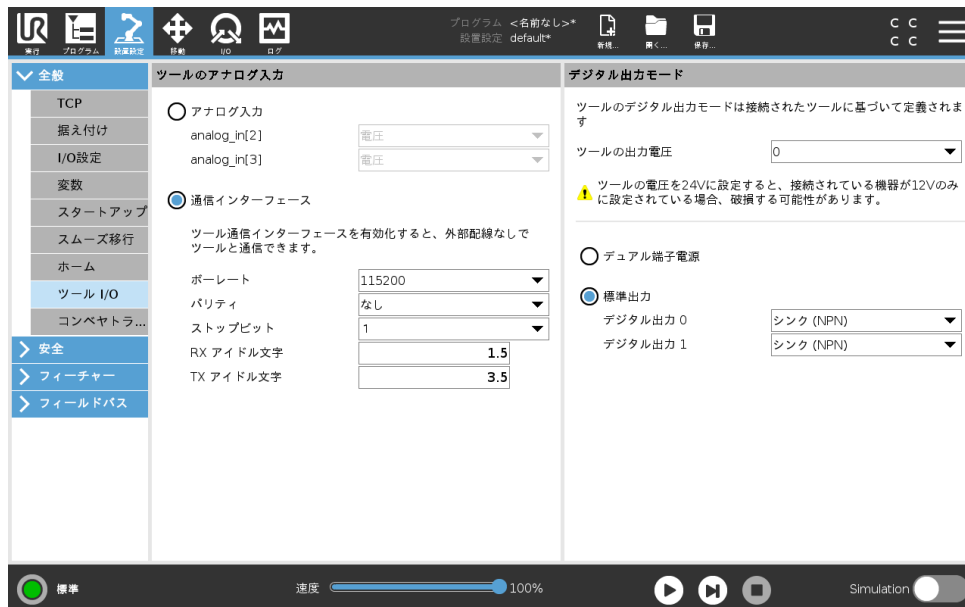 UR
実行
プログラム
設置設定
移動
I/O
ログ
プログラム <名前なし>*
設置設定 default*
新規...
開く...
保存...
C C
C C
全般
TCP
据え付け
I/O設定
変数
スタートアップ
スムーズ移行
ホーム
ツール I/O
コンベヤトラ...
安全
フィーチャー
フィールドバス
ツールのアナログ入力
アナログ入力
analog_in[2] 電圧
analog_in[3] 電圧
通信インターフェース
ツール通信インターフェースを有効化すると、外部配線なしで
ツールと通信できます。
ボーレート 115200
パリティ なし
ストップビット 1
RX アイドル文字 1.5
TX アイドル文字 3.5
デジタル出力モード
ツールのデジタル出力モードは接続されたツールに基づいて定義されま
す
ツールの出力電圧 0
ツールの電圧を24Vに設定すると、接続されている機器が12Vのみ
に設定されている場合、破損する可能性があります。
デュアル端子電源
標準出力
デジタル出力 0 シンク (NPN)
デジタル出力 1 シンク (NPN)
標準
速度 100%
Simulation